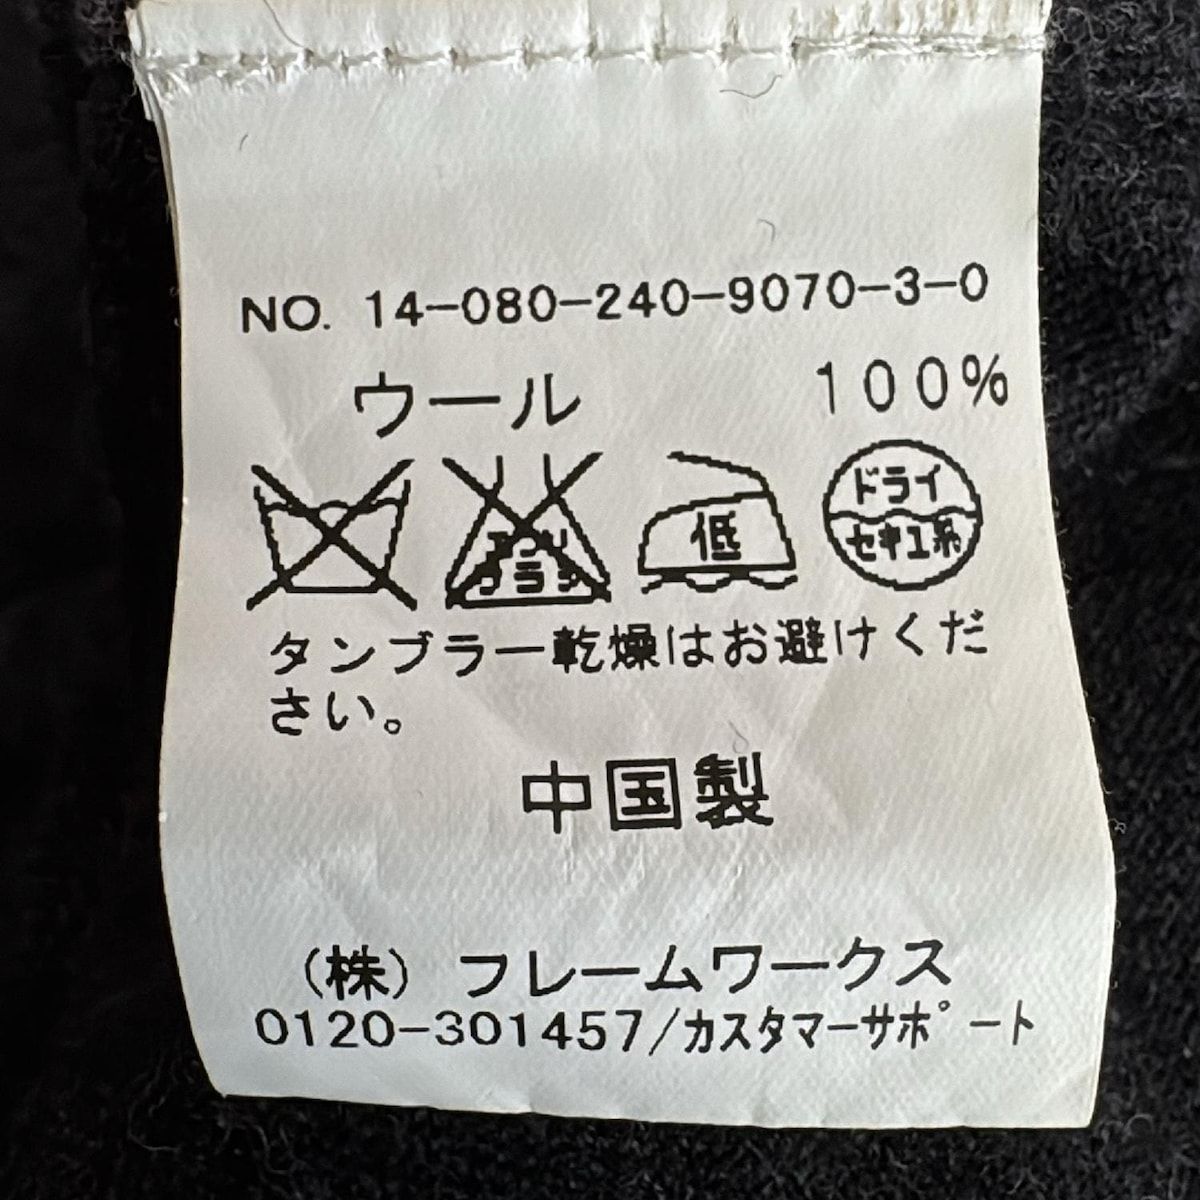 NO. 14-080-240-9070-3-0
ウール 100%
低 ドライ
セキユ系
タンブラー乾燥はお避けくだ
さい。
中国製
(株) フレームワークス
0120-301457/カスタマーサポート